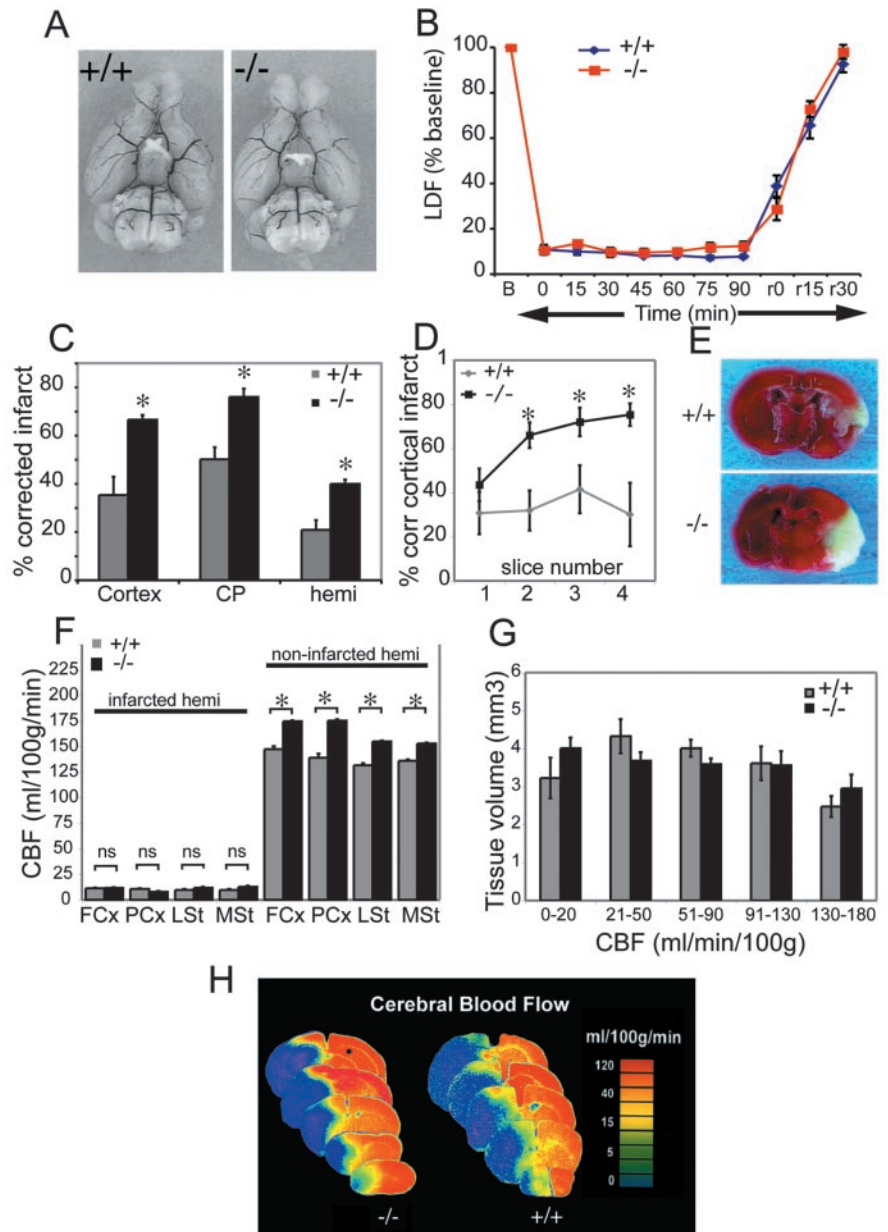 A
+/+
-/-
B
LDF (% baseline)
100
80
60
40
20
0
+/+
-/-
B 0 15 30 45 60 75 90 r0 r15 r30
Time (min)
C
% corrected infarct
80
60
40
20
0
+/+
-/-
* * *
Cortex CP hemi
D
% corr cortical infarct
1
80
60
40
20
0
+/+
-/-
* * *
slice number
1 2 3 4
E
+/+
-/-
F
CBF (ml/100g/min)
225
200
175
150
125
100
75
50
25
0
+/+
-/-
infarcted hemi
non-infarcted hemi
ns ns ns ns
* * * *
FCx PCx LSt MSt FCx PCx LSt MSt
G
Tissue volume (mm3)
6
5
4
3
2
1
0
+/+
-/-
0-20 21-50 51-90 91-130 130-180
CBF (ml/min/100g)
H
Cerebral Blood Flow
ml/100g/min
120
40
15
5
0
-/-
+/+